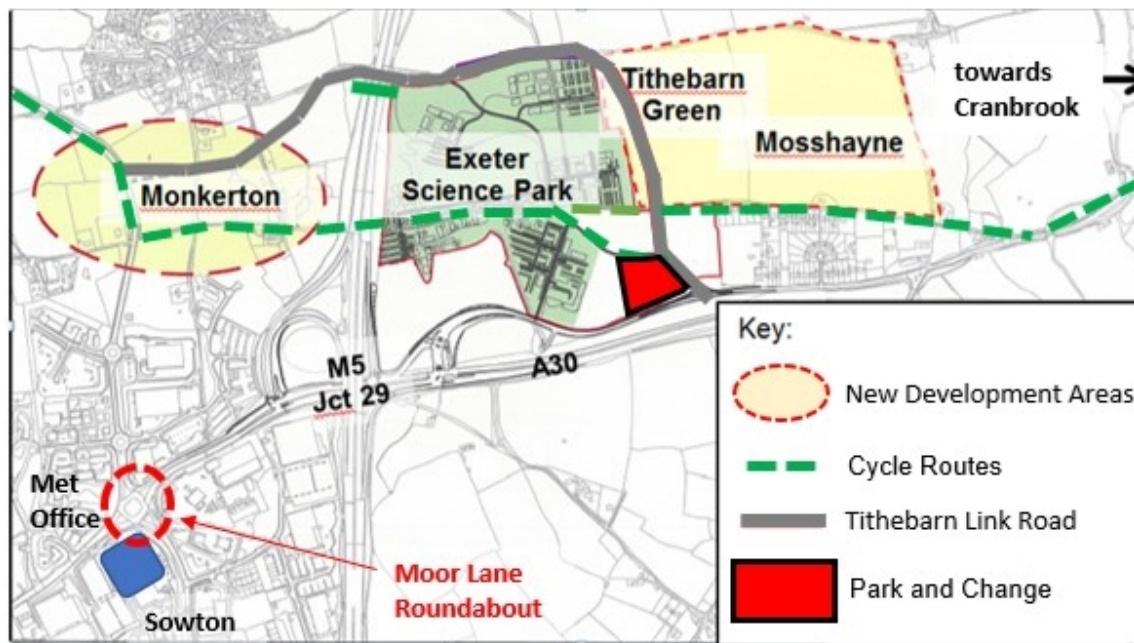 Tithebarn
Green
towards
Cranbrook
Mosshayne
Exeter
Science Park
Monkerton
M5
Jct 29
A30
Met
Office
Moor Lane
Roundabout
Sowton
Key:
New Development Areas
Cycle Routes
Tithebarn Link Road
Park and Change